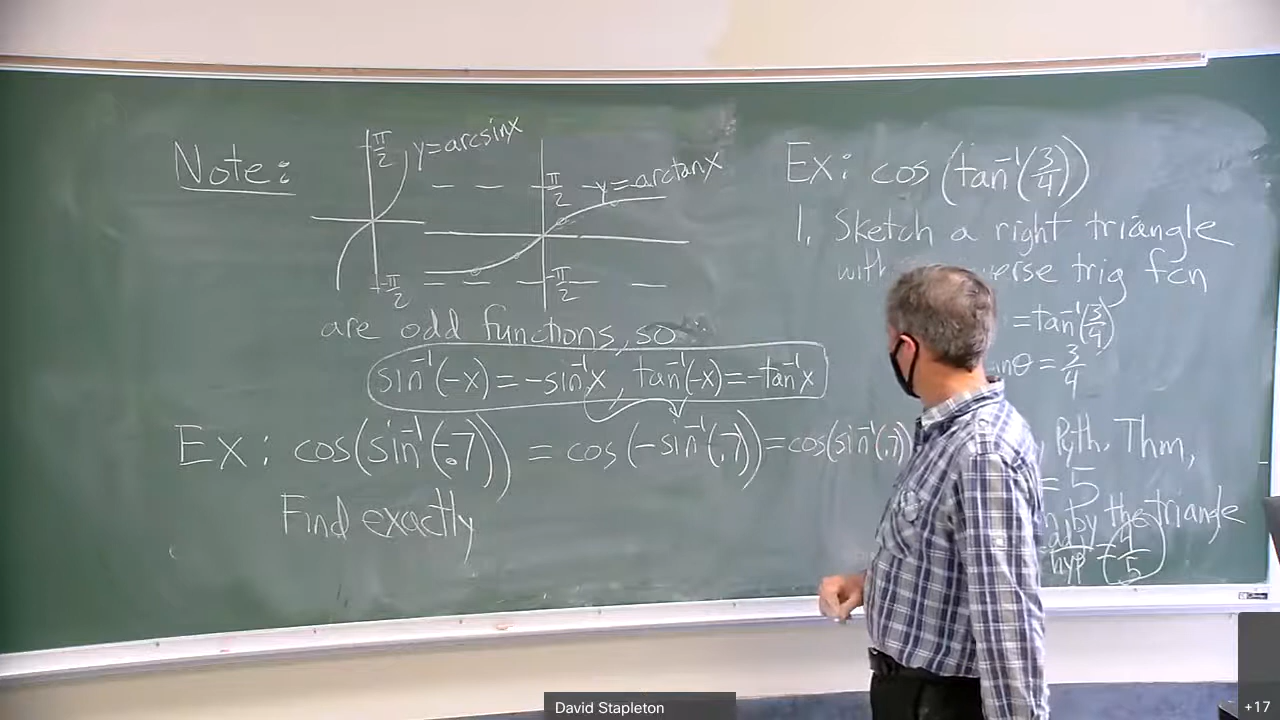 Note:
π/2
y=arcsinx
-π/2
π/2
y=arctanx
-π/2
are odd functions, so
sin⁻¹(-x)=-sin⁻¹x, tan⁻¹(-x)=-tan⁻¹x
Ex: cos(sin⁻¹(-.7)) = cos(-sin⁻¹(.7))=cos(sin⁻¹(.7)
Find exactly
Ex: cos(tan⁻¹(3/4))
1. Sketch a right triangle
with verse trig fcn
=tan⁻¹(3/4)
nθ = 3/4
Pyth. Thm,
= 5
by the triangle
adj/hyp = 4/5
David Stapleton
+17